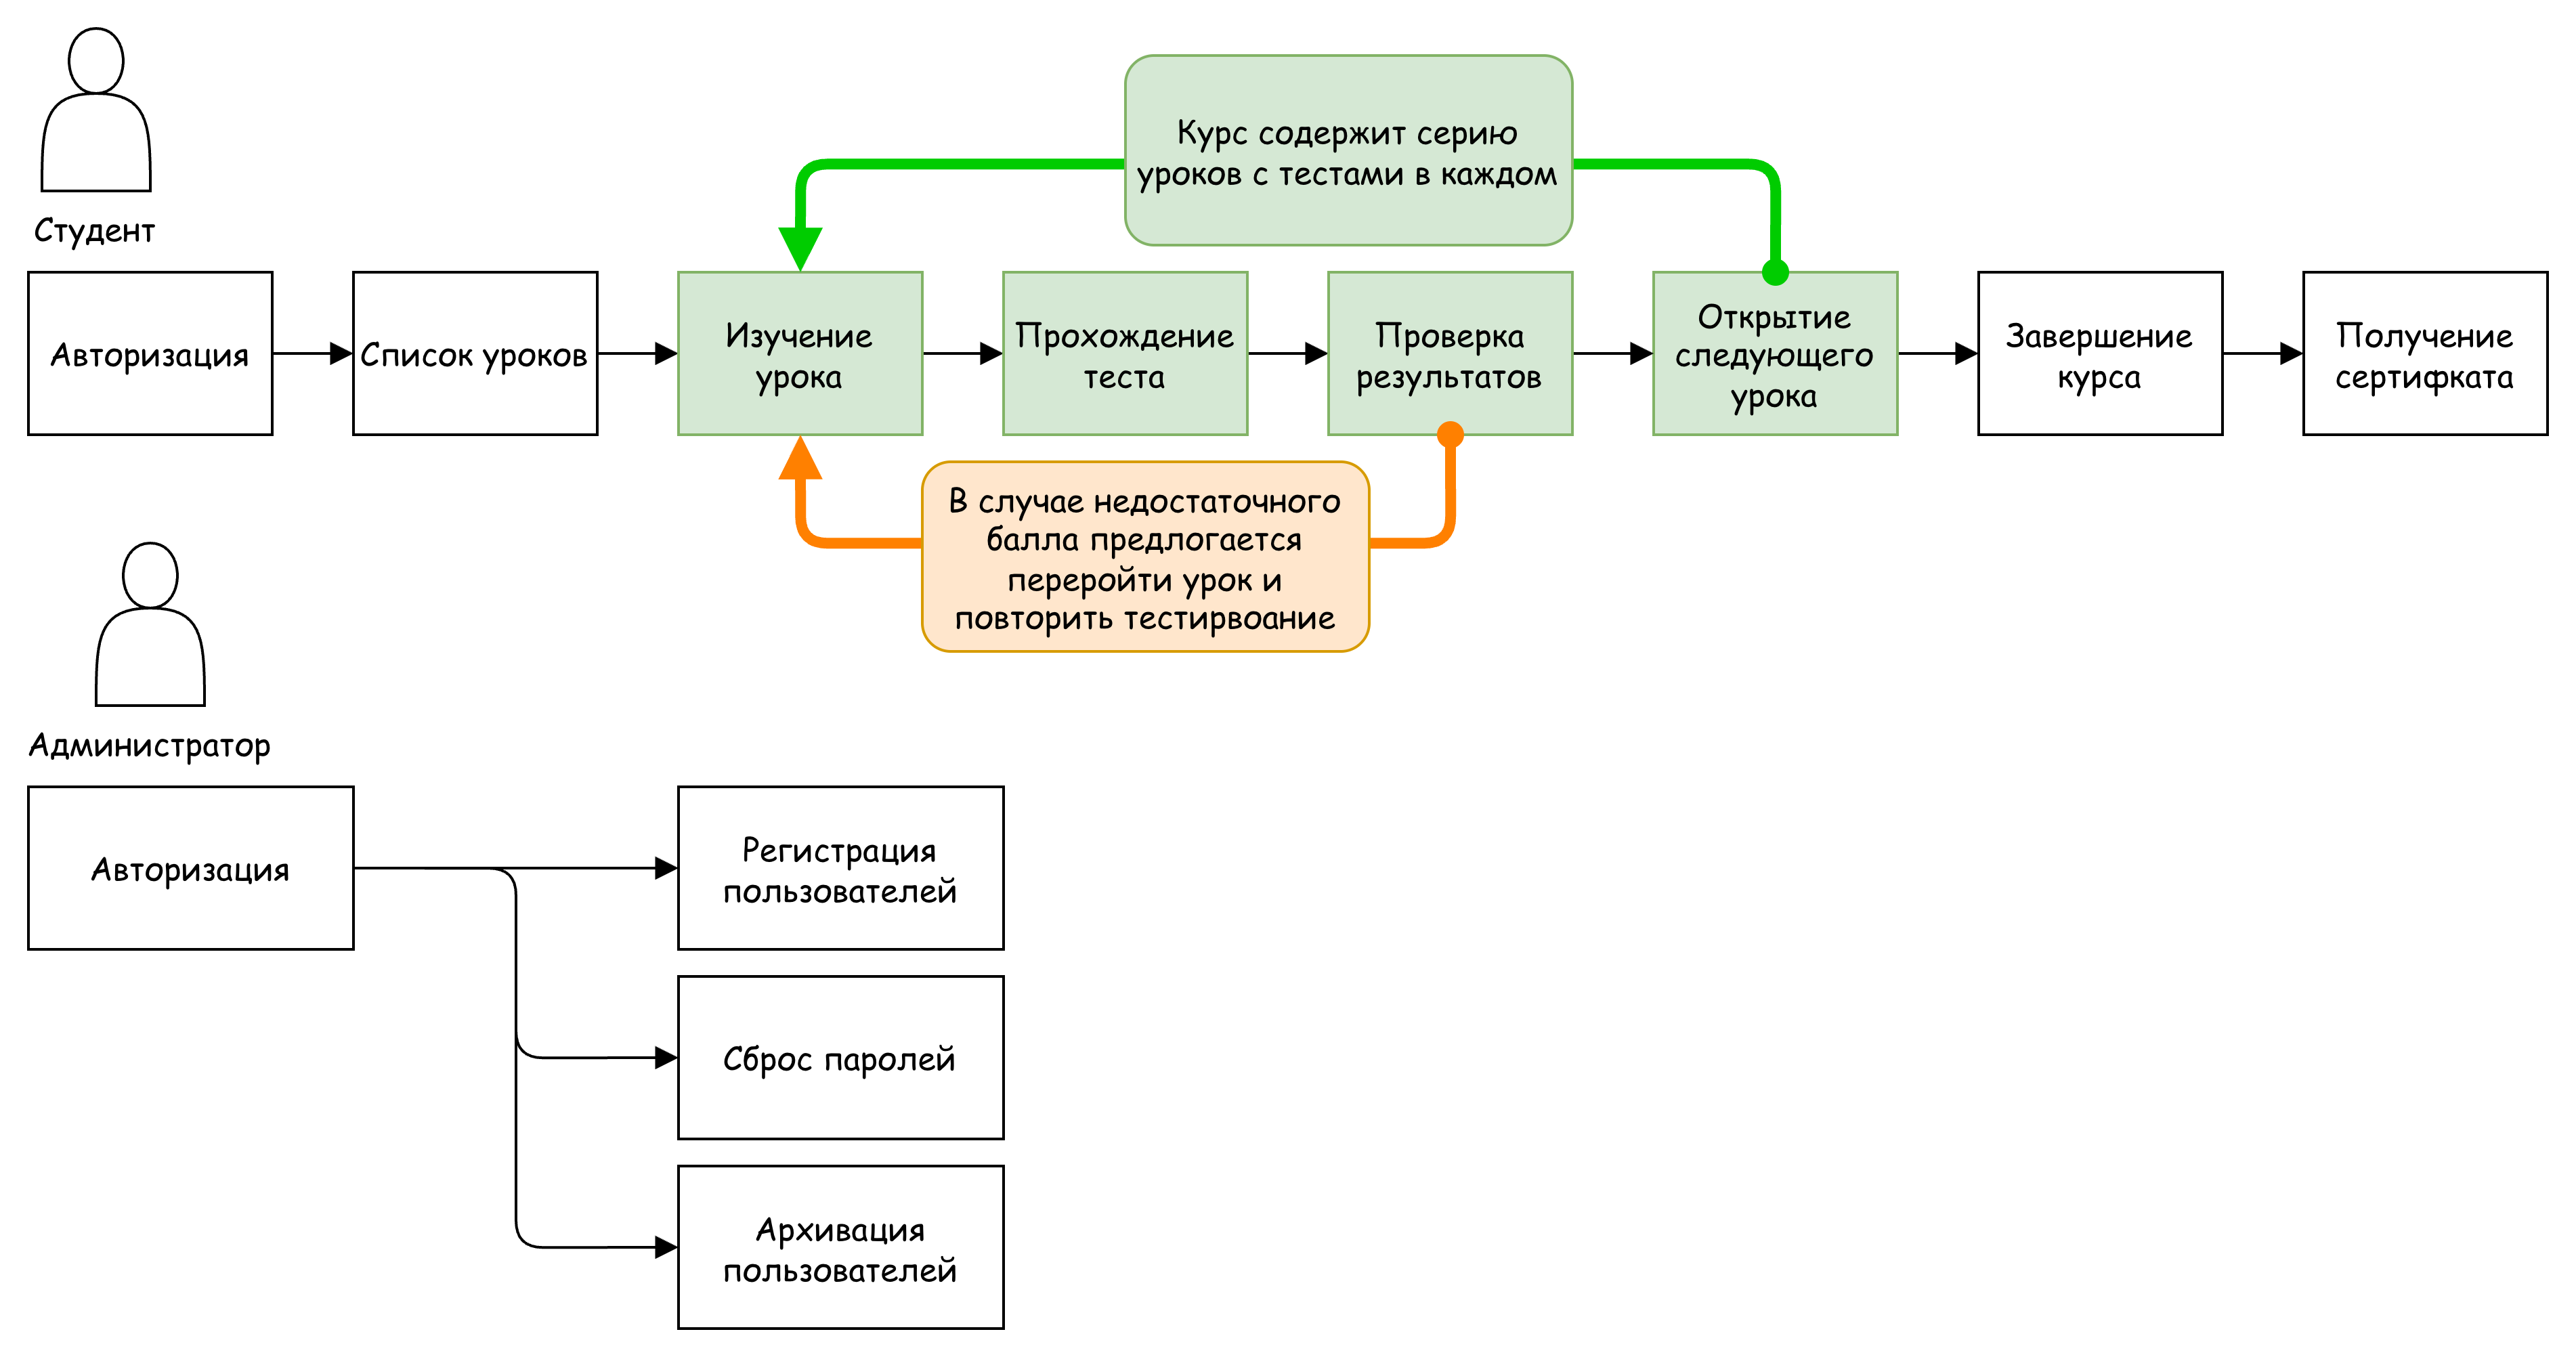 Курс содержит серию
уроков с тестами в каждом
Студент
Авторизация
Список уроков
Изучение
урока
Прохождение
теста
Проверка
результатов
Открытие
следующего
урока
Завершение
курса
Получение
сертифката
В случае недостаточного
балла предлогается
переройти урок и
повторить тестирвоание
Администратор
Авторизация
Регистрация
пользователей
Сброс паролей
Архивация
пользователей